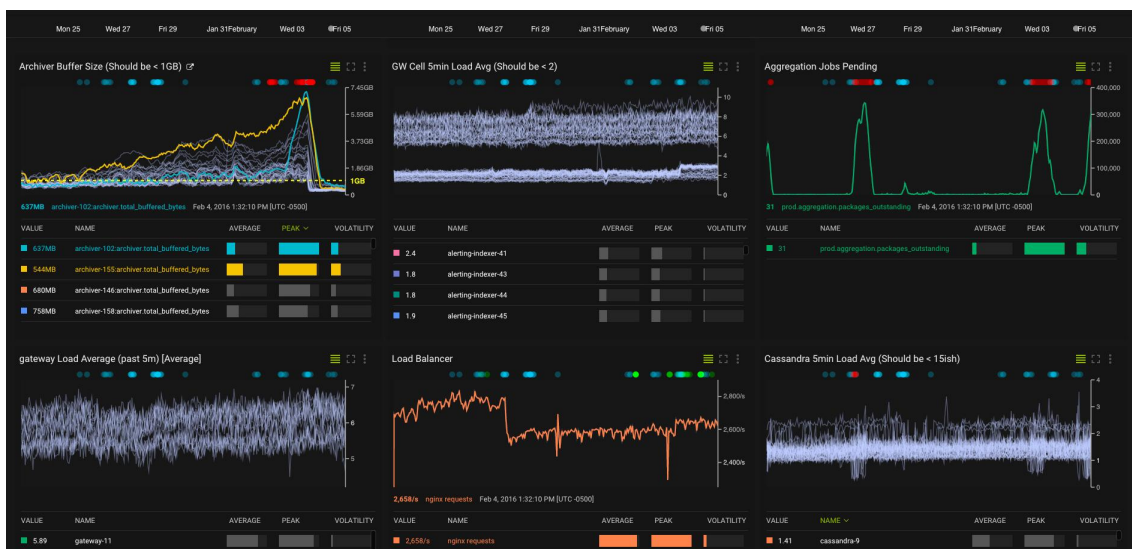 Mon 25 Wed 27 Fri 29 Jan 31February Wed 03 Fri 05 Mon 25 Wed 27 Fri 29 Jan 31February Wed 03 Fri 05 Mon 25 Wed 27 Fri 29 Jan 31February Wed 03 Fri 05
Archiver Buffer Size (Should be < 1GB)
7.45GB
5.59GB
3.73GB
1.86GB
1GB
0
637MB archiver-102:archiver.total_buffered_bytes Feb 4, 2016 1:32:10 PM [UTC -0500]
VALUE NAME AVERAGE PEAK VOLATILITY
637MB archiver-102:archiver.total_buffered_bytes
544MB archiver-155:archiver.total_buffered_bytes
680MB archiver-146:archiver.total_buffered_bytes
758MB archiver-158:archiver.total_buffered_bytes
GW Cell 5min Load Avg (Should be < 2)
10
8
6
4
2
0
VALUE NAME AVERAGE PEAK VOLATILITY
2.4 alerting-indexer-41
1.8 alerting-indexer-43
1.8 alerting-indexer-44
1.9 alerting-indexer-45
Aggregation Jobs Pending
400,000
300,000
200,000
100,000
0
31 prod.aggregation.packages_outstanding Feb 4, 2016 1:32:10 PM [UTC -0500]
VALUE NAME AVERAGE PEAK VOLATILITY
31 prod.aggregation.packages_outstanding
gateway Load Average (past 5m) [Average]
7
6
5
VALUE NAME AVERAGE PEAK VOLATILITY
5.89 gateway-11
Load Balancer
2,800/s
2,600/s
2,400/s
2,658/s nginx requests Feb 4, 2016 1:32:10 PM [UTC -0500]
VALUE NAME AVERAGE PEAK VOLATILITY
2,658/s nginx requests
Cassandra 5min Load Avg (Should be < 15ish)
4
3
2
1
0
VALUE NAME AVERAGE PEAK VOLATILITY
1.41 cassandra-9